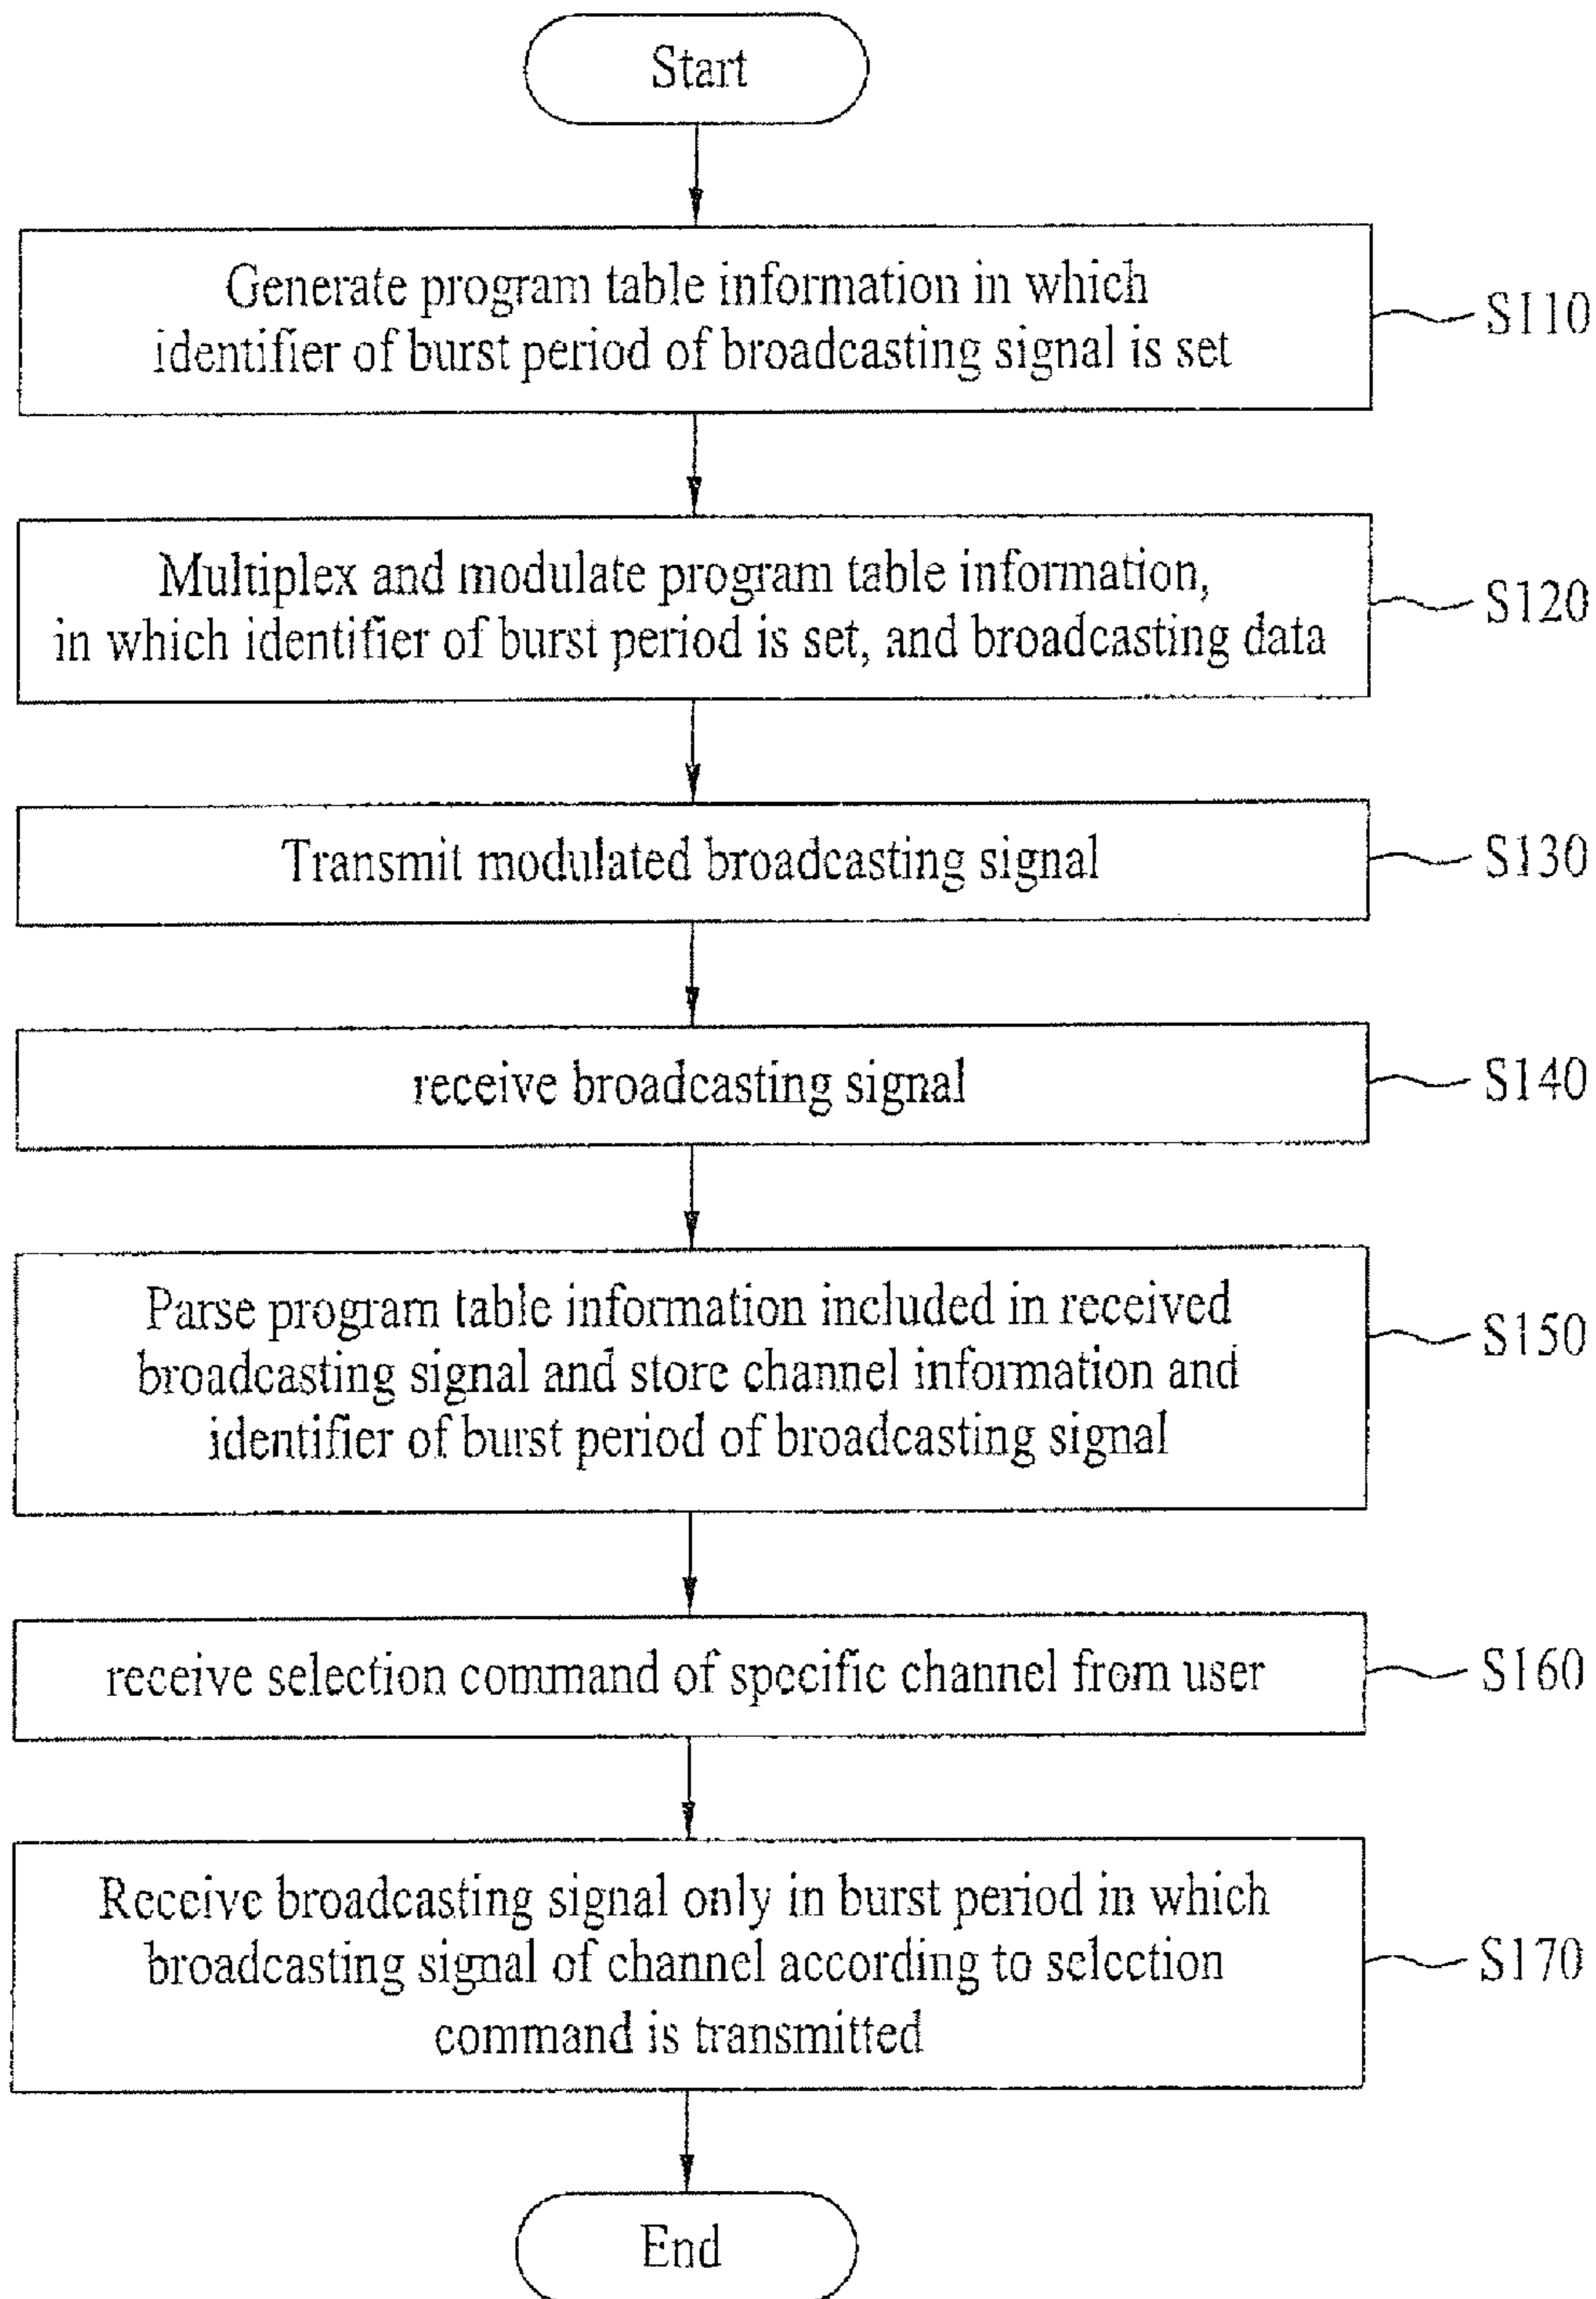 Start
Generate program table information in which
identifier of burst period of broadcasting signal is set
S110
Multiplex and modulate program table information,
in which identifier of burst period is set, and broadcasting data
S120
Transmit modulated broadcasting signal
S130
receive broadcasting signal
S140
Parse program table information included in received
broadcasting signal and store channel information and
identifier of burst period of broadcasting signal
S150
receive selection command of specific channel from user
S160
Receive broadcasting signal only in burst period in which
broadcasting signal of channel according to selection
command is transmitted
S170
End